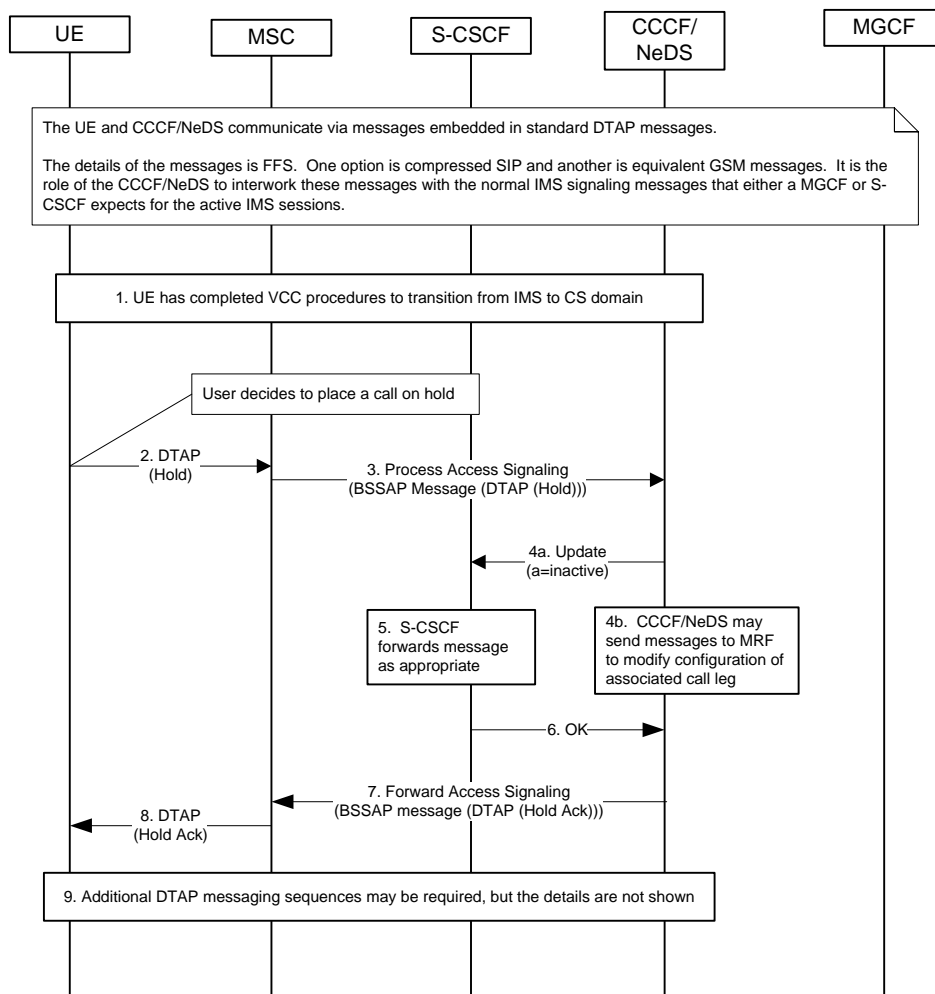 UE
MSC
S-CSCF
CCCF/
NeDS
MGCF
The UE and CCCF/NeDS communicate via messages embedded in standard DTAP messages.
The details of the messages is FFS.  One option is compressed SIP and another is equivalent GSM messages.  It is the
role of the CCCF/NeDS to interwork these messages with the normal IMS signaling messages that either a MGCF or S-
CSCF expects for the active IMS sessions.
1. UE has completed VCC procedures to transition from IMS to CS domain
User decides to place a call on hold
2. DTAP
(Hold)
3. Process Access Signaling
(BSSAP Message (DTAP (Hold)))
4a. Update
(a=inactive)
5.  S-CSCF
forwards message
as appropriate
4b.  CCCF/NeDS may
send messages to MRF
to modify configuration of
associated call leg
6. OK
7. Forward Access Signaling
(BSSAP message (DTAP (Hold Ack)))
8. DTAP
(Hold Ack)
9. Additional DTAP messaging sequences may be required, but the details are not shown